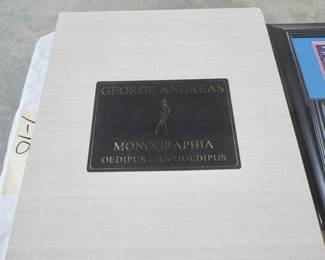 GEORGE ANDREAS
MONOGRAPHIA
OEDIPUS - ANTIOEDIPUS
10-1